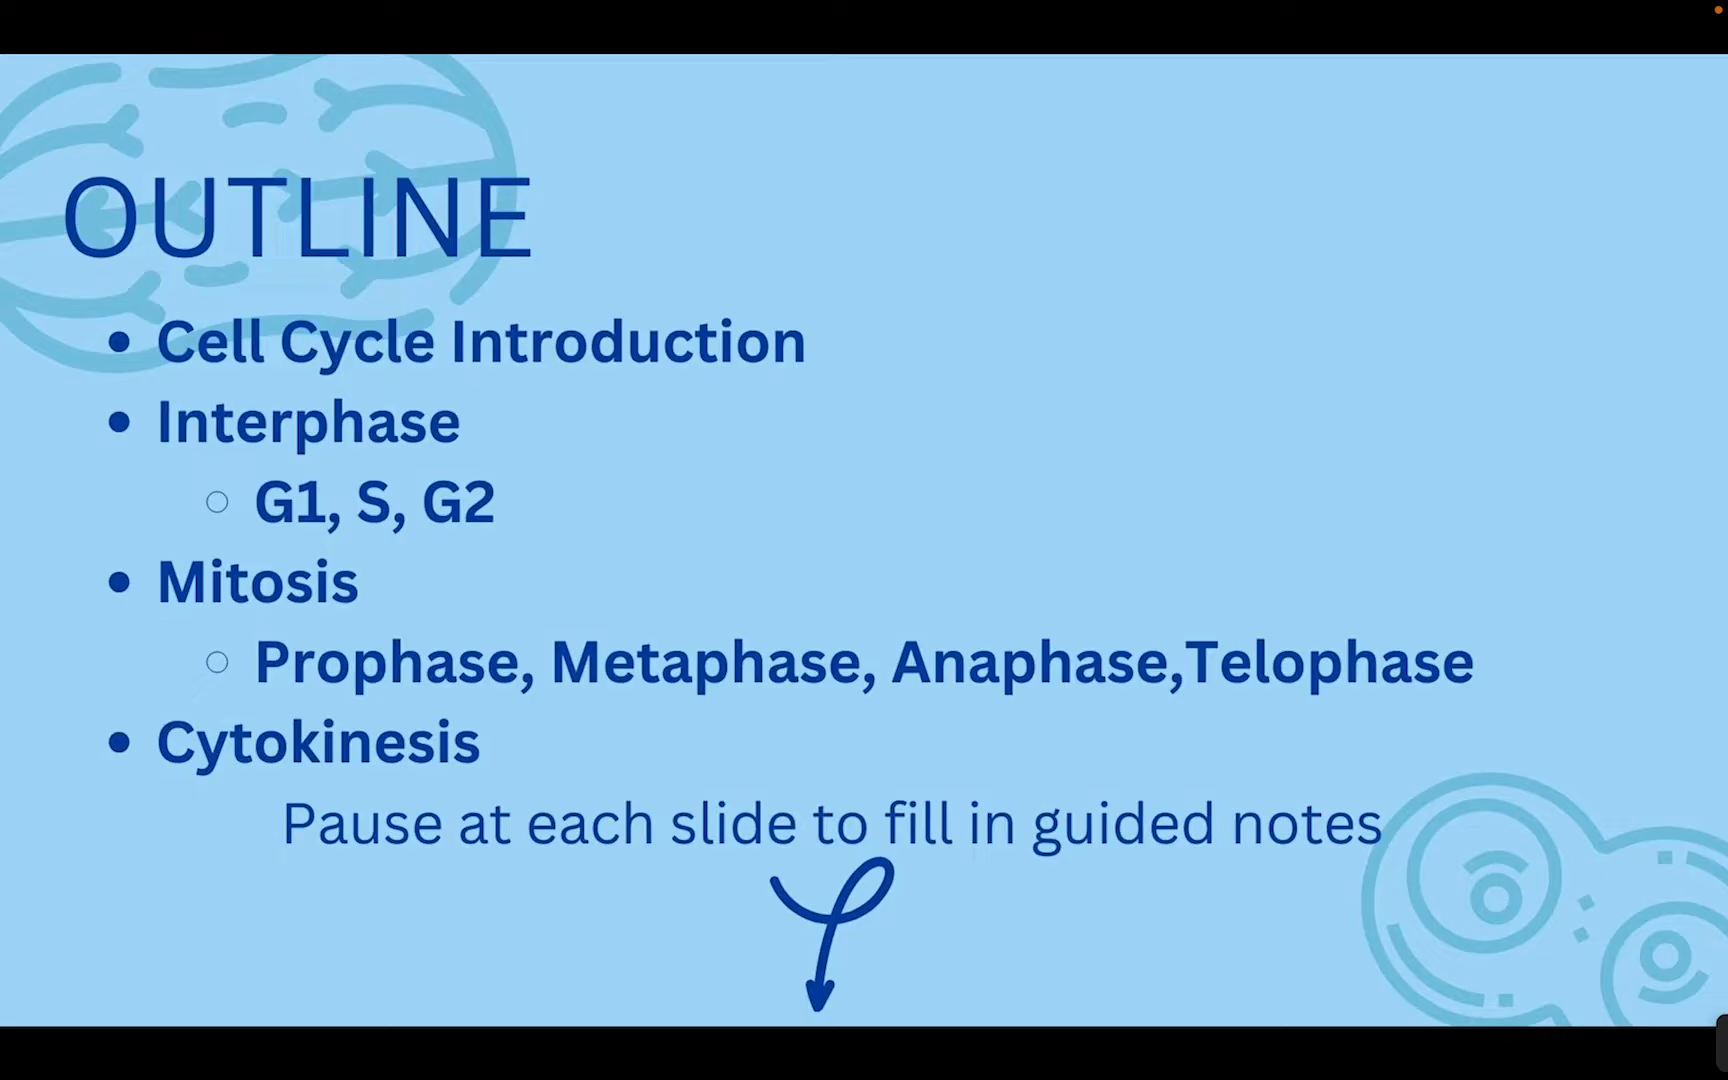 OUTLINE
• Cell Cycle Introduction
• Interphase
○ G1, S, G2
• Mitosis
○ Prophase, Metaphase, Anaphase,Telophase
• Cytokinesis
Pause at each slide to fill in guided notes